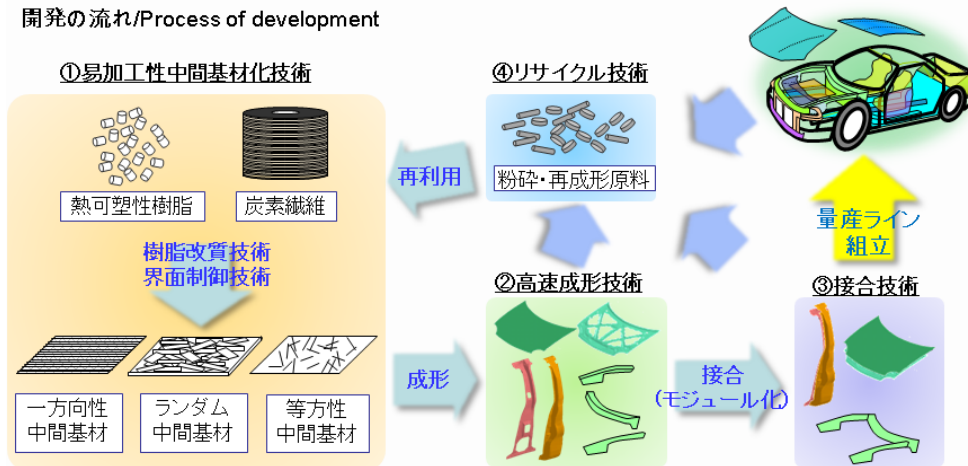 開発の流れ/Process of development
①易加工性中間基材化技術
熱可塑性樹脂
炭素繊維
樹脂改質技術
界面制御技術
一方向性
中間基材
ランダム
中間基材
等方性
中間基材
④リサイクル技術
粉砕・再成形原料
再利用
成形
②高速成形技術
接合
(モジュール化)
③接合技術
量産ライン
組立